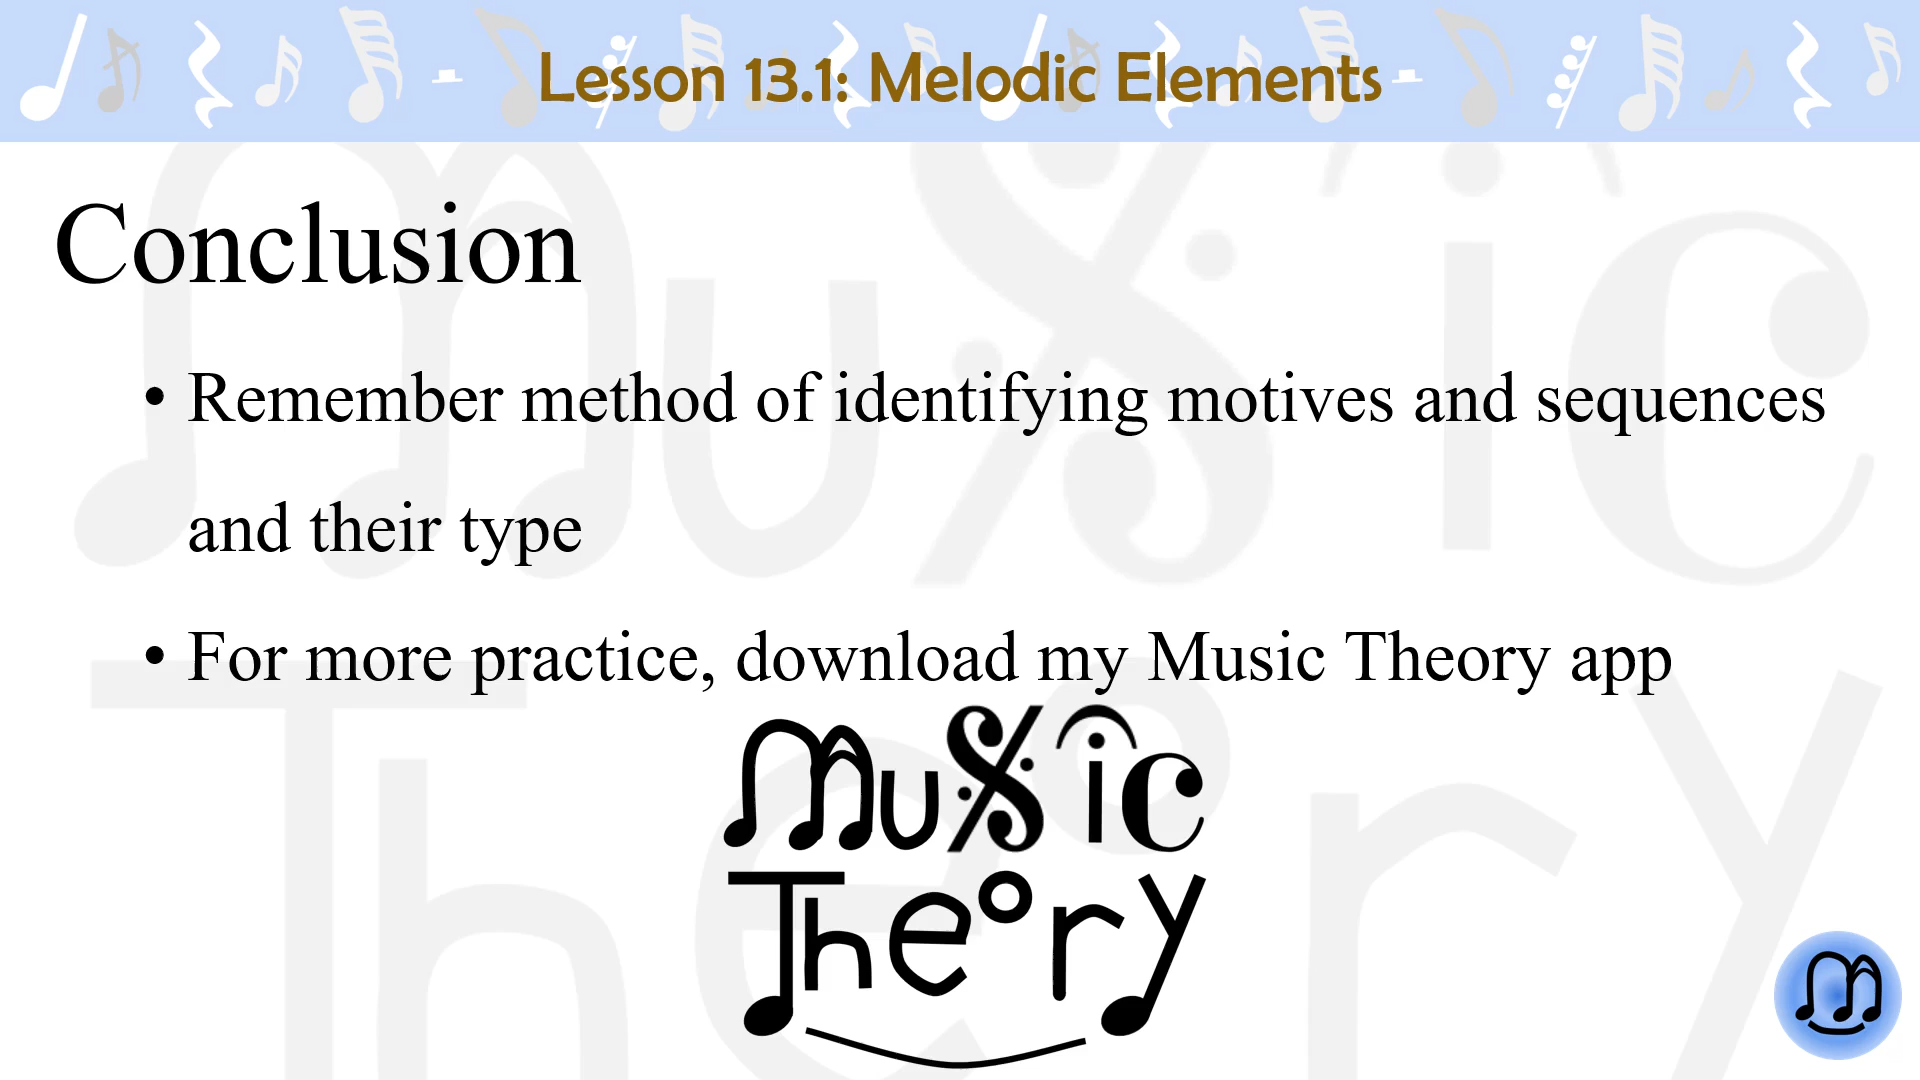 Lesson 13.1: Melodic Elements
Conclusion
• Remember method of identifying motives and sequences
and their type
• For more practice, download my Music Theory app
Music
Theory